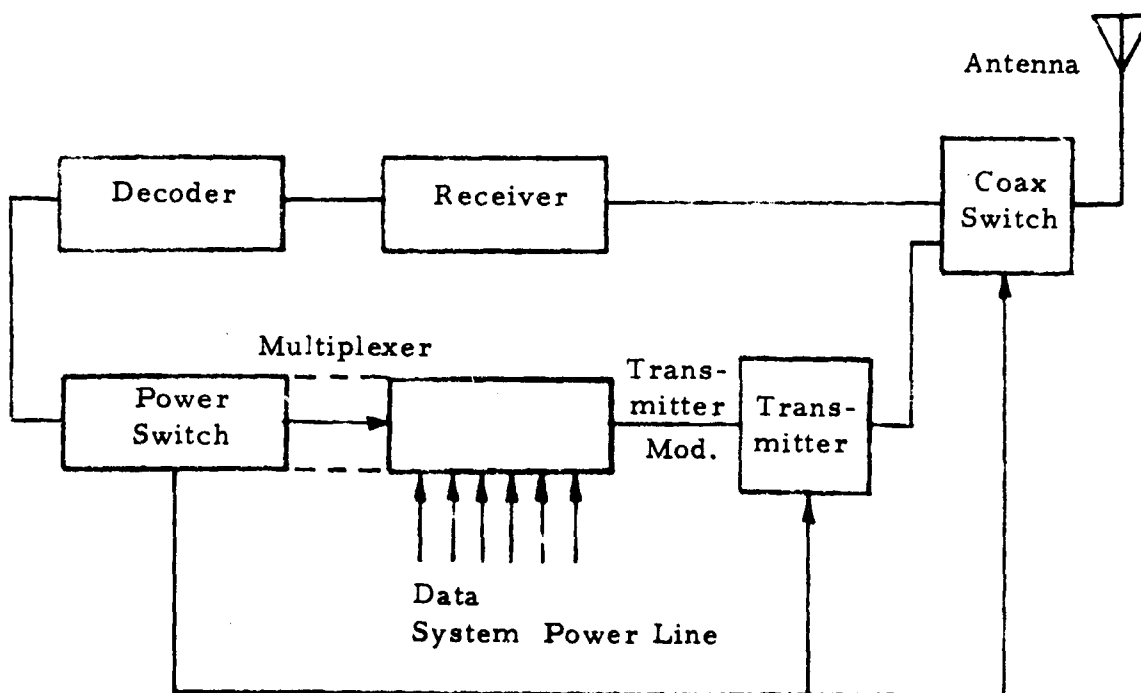 Antenna
Decoder
Receiver
Coax
Switch
Multiplexer
Power
Switch
Trans-
mitter
Mod.
Trans-
mitter
Data
System Power Line